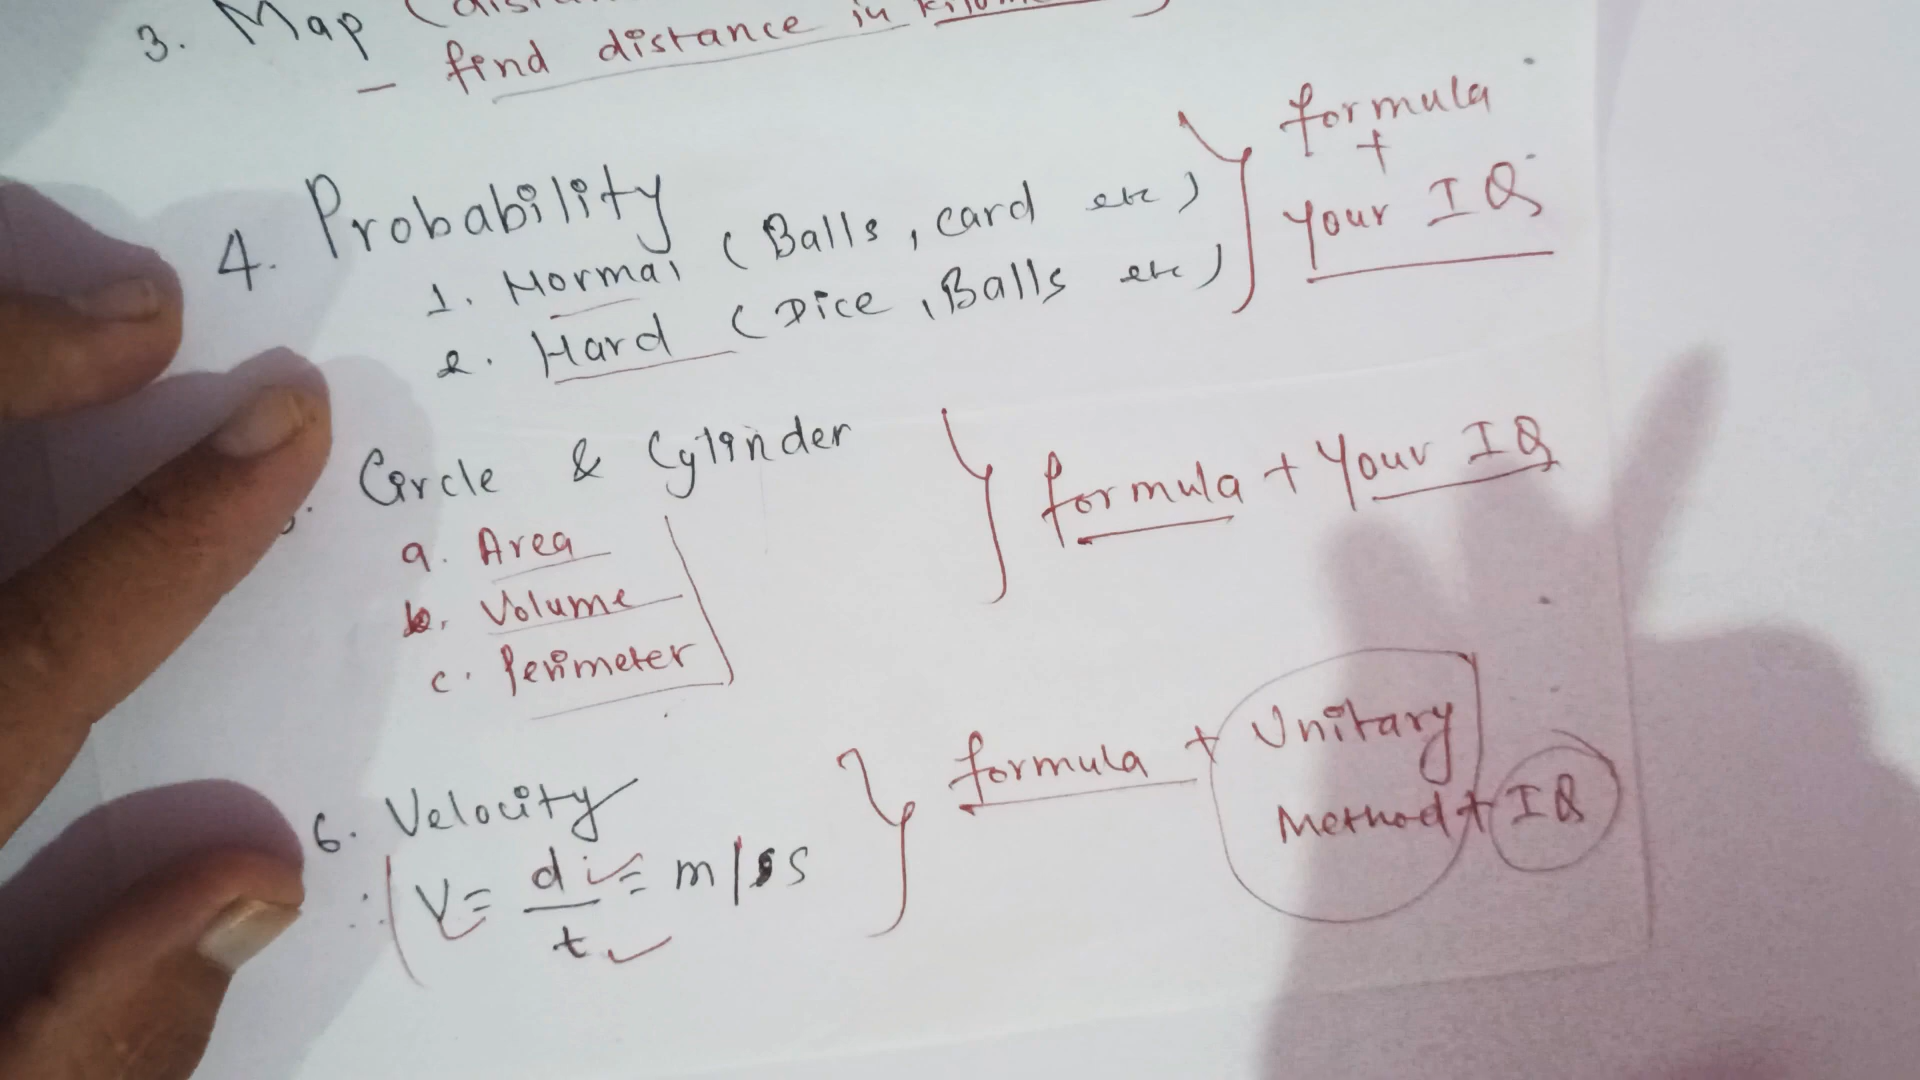 3. Map (
– find distance in
4. Probability
1. Normal (Balls, card etc)
2. Hard (Dice, Balls etc)
formula
+
your IQ
Circle & Cylinder
a. Area
b. Volume
c. Perimeter
formula + Your IQ
6. Velocity
V = d/t = m/s
formula + Unitary
Method + IQ